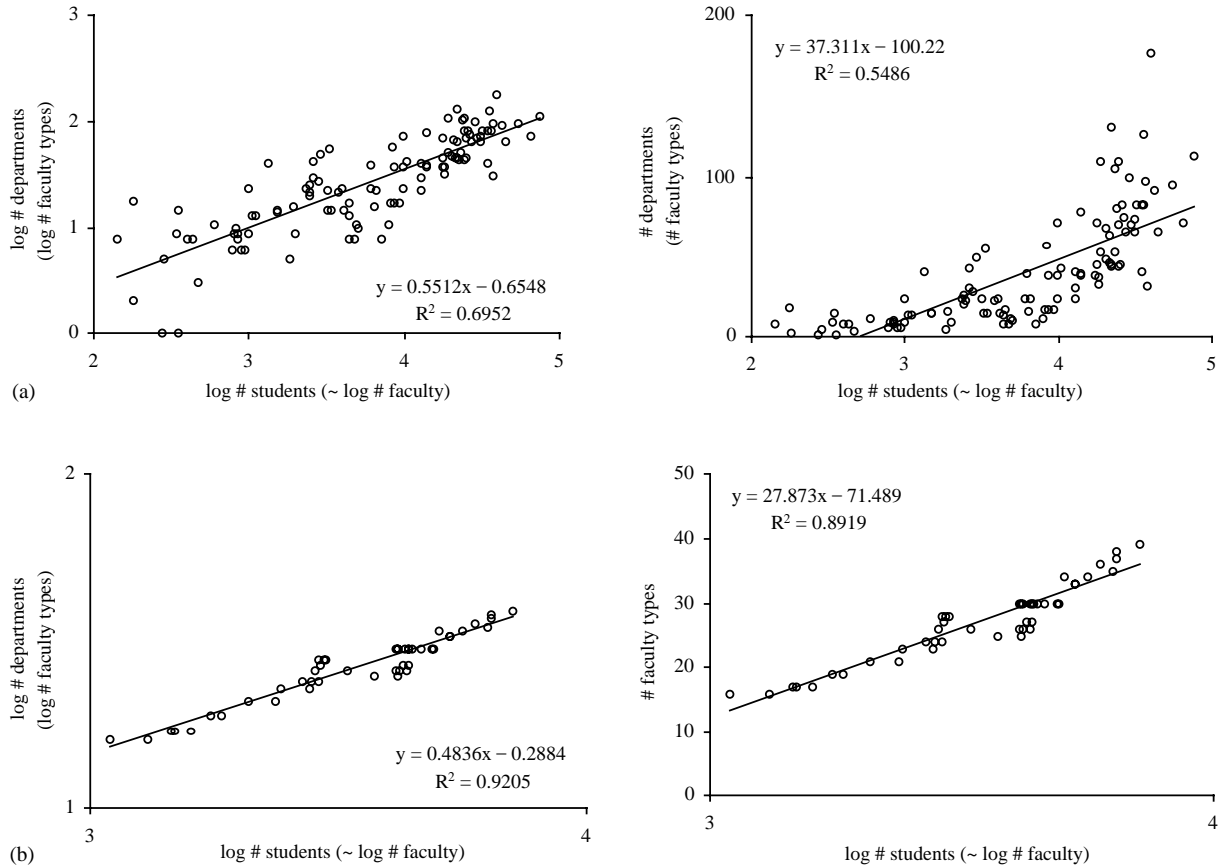 3
2
1
0
2
3
4
5
log # departments
(log # faculty types)
y = 0.5512x − 0.6548
R² = 0.6952
log # students (~ log # faculty)
(a)
200
100
0
2
3
4
5
# departments
(# faculty types)
y = 37.311x − 100.22
R² = 0.5486
log # students (~ log # faculty)
2
1
3
4
log # departments
(log # faculty types)
y = 0.4836x − 0.2884
R² = 0.9205
log # students (~ log # faculty)
(b)
50
40
30
20
10
0
3
4
# faculty types
y = 27.873x − 71.489
R² = 0.8919
log # students (~ log # faculty)